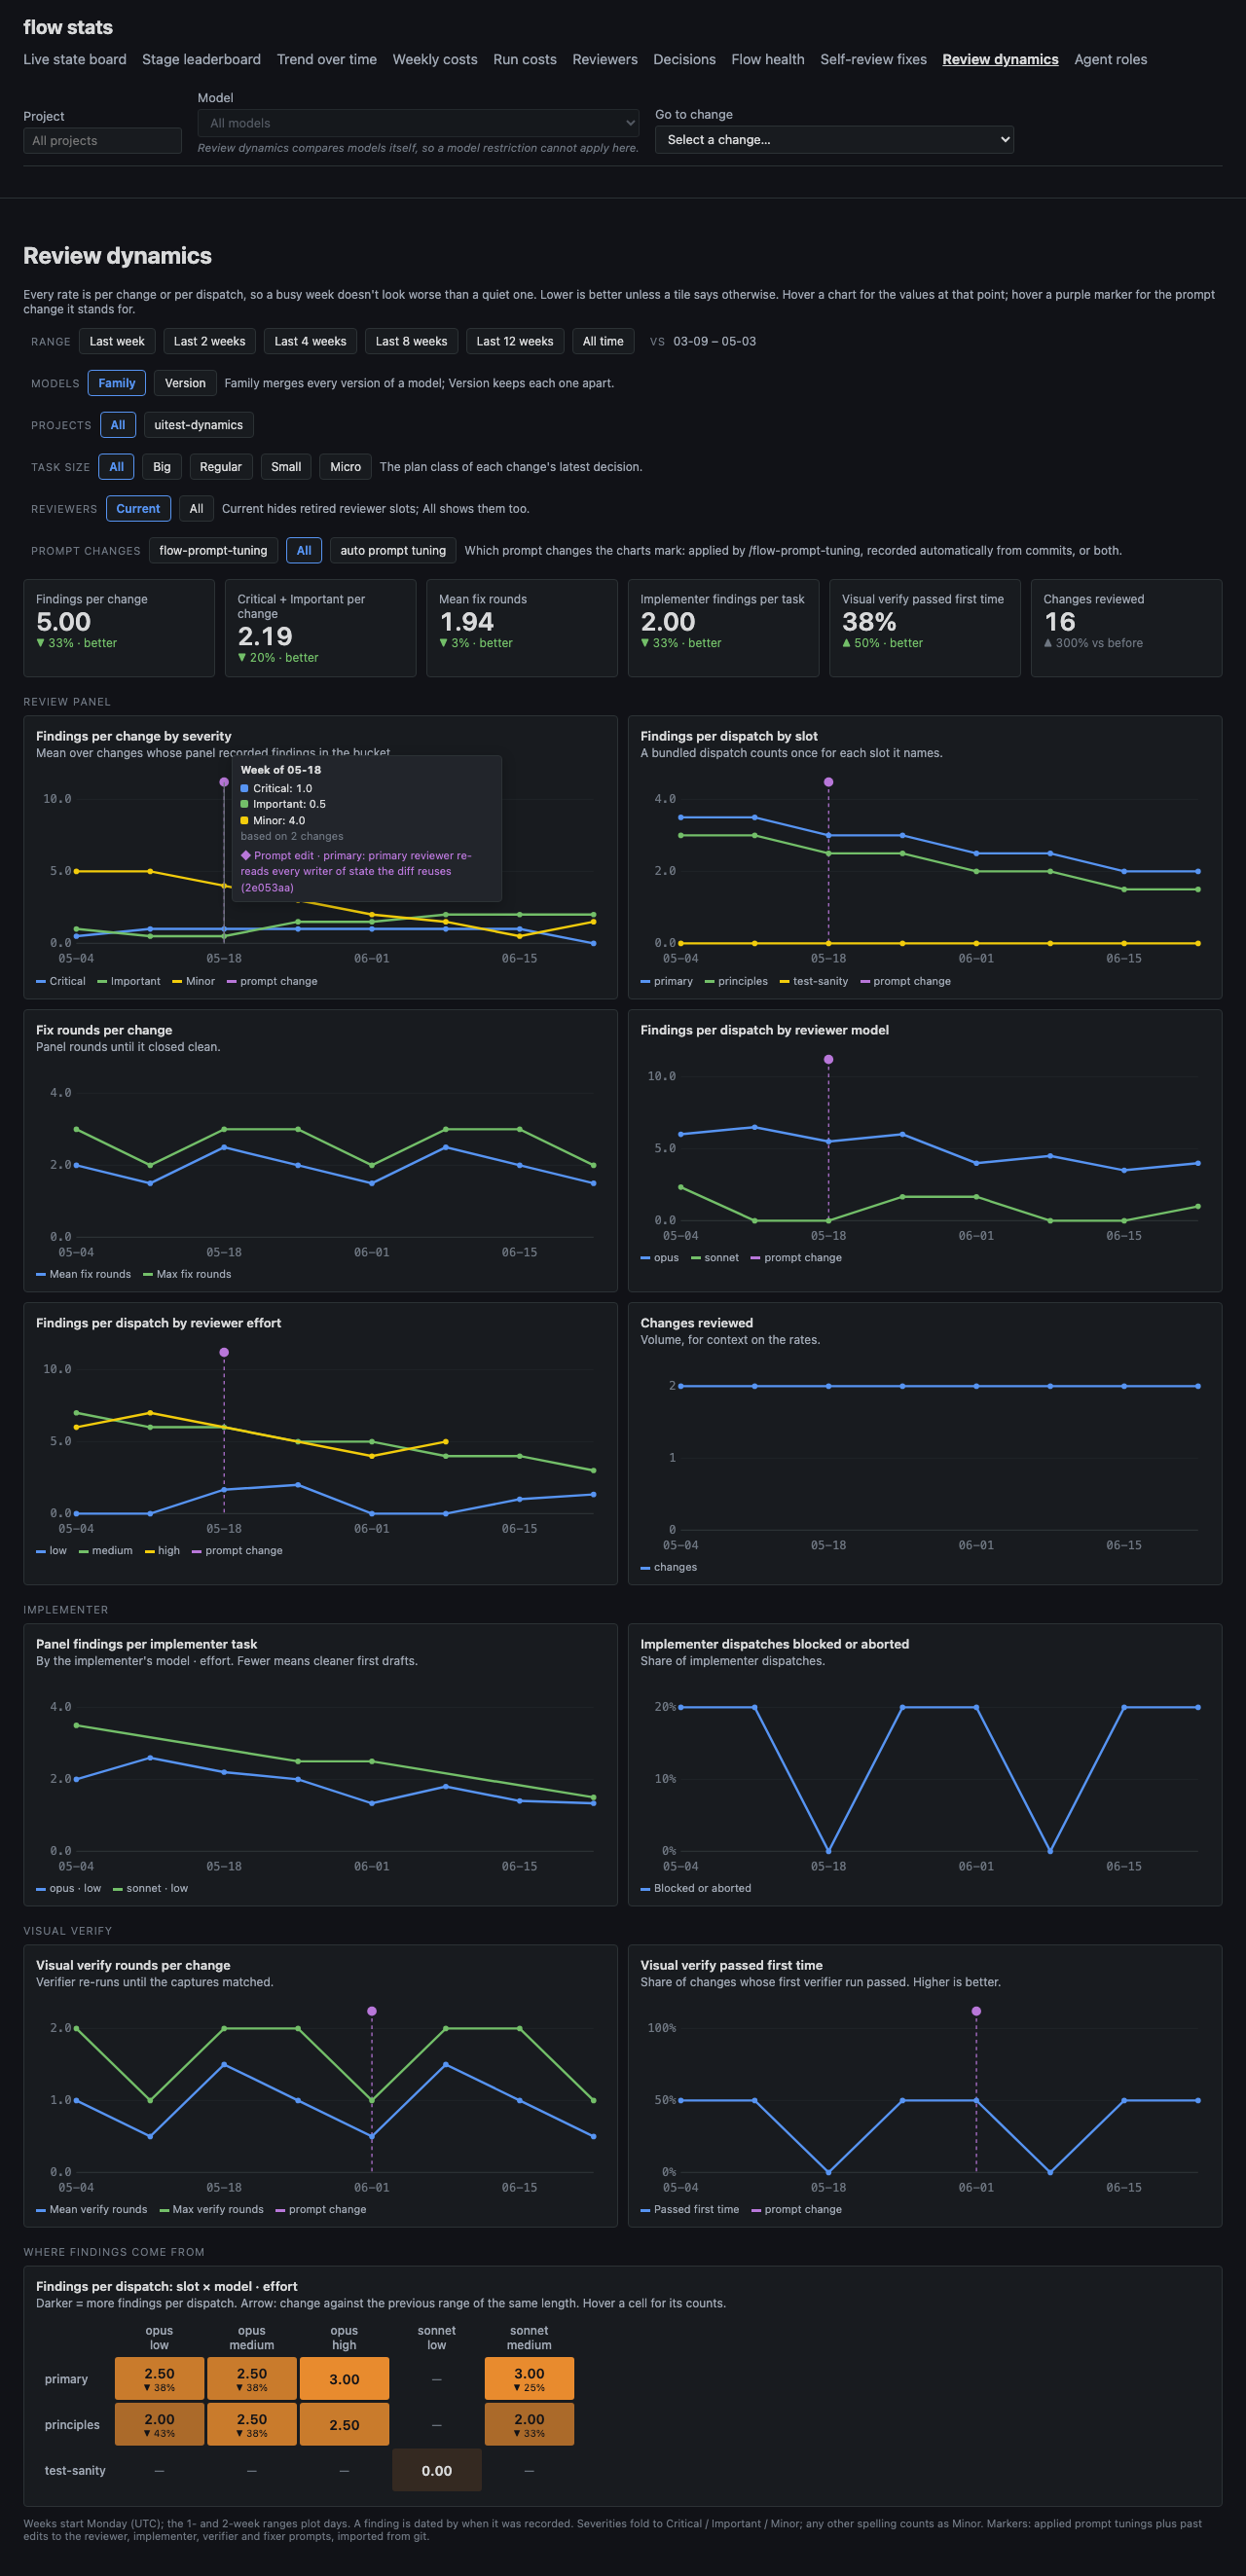 flow stats
Live state board Stage leaderboard Trend over time Weekly costs Run costs Reviewers Decisions Flow health Self-review fixes Review dynamics Agent roles
Project
All projects
Model
All models
Review dynamics compares models itself, so a model restriction cannot apply here.
Go to change
Select a change...
Review dynamics
Every rate is per change or per dispatch, so a busy week doesn't look worse than a quiet one. Lower is better unless a tile says otherwise. Hover a chart for the values at that point; hover a purple marker for the prompt
change it stands for.
RANGE Last week Last 2 weeks Last 4 weeks Last 8 weeks Last 12 weeks All time VS 03-09 – 05-03
MODELS Family Version Family merges every version of a model; Version keeps each one apart.
PROJECTS All uitest-dynamics
TASK SIZE All Big Regular Small Micro The plan class of each change's latest decision.
REVIEWERS Current All Current hides retired reviewer slots; All shows them too.
PROMPT CHANGES flow-prompt-tuning All auto prompt tuning Which prompt changes the charts mark: applied by /flow-prompt-tuning, recorded automatically from commits, or both.
Findings per change
5.00
▼ 33% · better
Critical + Important per
change
2.19
▼ 20% · better
Mean fix rounds
1.94
▼ 3% · better
Implementer findings per task
2.00
▼ 33% · better
Visual verify passed first time
38%
▲ 50% · better
Changes reviewed
16
▲ 300% vs before
REVIEW PANEL
Findings per change by severity
Mean over changes whose panel recorded findings in the bucket.
Week of 05-18
Critical: 1.0
Important: 0.5
Minor: 4.0
based on 2 changes
◆ Prompt edit · primary: primary reviewer re-
reads every writer of state the diff reuses
(2e053aa)
10.0
5.0
0.0
05-04 05-18 06-01 06-15
Critical Important Minor prompt change
Findings per dispatch by slot
A bundled dispatch counts once for each slot it names.
4.0
2.0
0.0
05-04 05-18 06-01 06-15
primary principles test-sanity prompt change
Fix rounds per change
Panel rounds until it closed clean.
4.0
2.0
0.0
05-04 05-18 06-01 06-15
Mean fix rounds Max fix rounds
Findings per dispatch by reviewer model
10.0
5.0
0.0
05-04 05-18 06-01 06-15
opus sonnet prompt change
Findings per dispatch by reviewer effort
10.0
5.0
0.0
05-04 05-18 06-01 06-15
low medium high prompt change
Changes reviewed
Volume, for context on the rates.
2
1
0
05-04 05-18 06-01 06-15
changes
IMPLEMENTER
Panel findings per implementer task
By the implementer's model · effort. Fewer means cleaner first drafts.
4.0
2.0
0.0
05-04 05-18 06-01 06-15
opus · low sonnet · low
Implementer dispatches blocked or aborted
Share of implementer dispatches.
20%
10%
0%
05-04 05-18 06-01 06-15
Blocked or aborted
VISUAL VERIFY
Visual verify rounds per change
Verifier re-runs until the captures matched.
2.0
1.0
0.0
05-04 05-18 06-01 06-15
Mean verify rounds Max verify rounds prompt change
Visual verify passed first time
Share of changes whose first verifier run passed. Higher is better.
100%
50%
0%
05-04 05-18 06-01 06-15
Passed first time prompt change
WHERE FINDINGS COME FROM
Findings per dispatch: slot × model · effort
Darker = more findings per dispatch. Arrow: change against the previous range of the same length. Hover a cell for its counts.
opus opus opus sonnet sonnet
low medium high low medium
primary 2.50 2.50 3.00 — 3.00
▼ 38% ▼ 38% ▼ 25%
principles 2.00 2.50 2.50 — 2.00
▼ 43% ▼ 38% ▼ 33%
test-sanity — — — 0.00 —
Weeks start Monday (UTC); the 1- and 2-week ranges plot days. A finding is dated by when it was recorded. Severities fold to Critical / Important / Minor; any other spelling counts as Minor. Markers: applied prompt tunings plus past
edits to the reviewer, implementer, verifier and fixer prompts, imported from git.